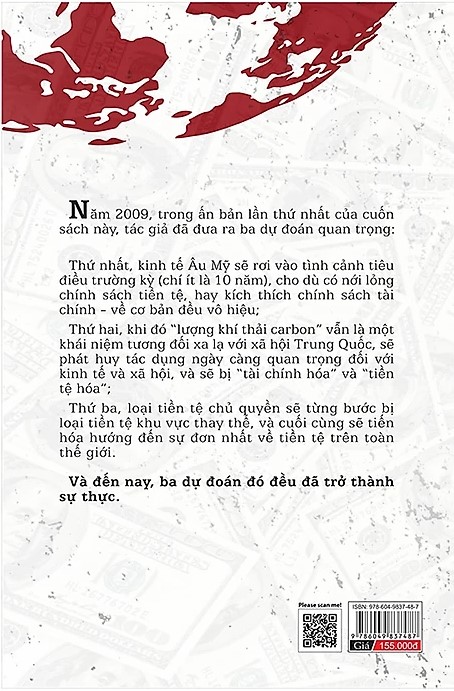 Năm 2009, trong ấn bản lần thứ nhất của cuốn
sách này, tác giả đã đưa ra ba dự đoán quan trọng:
Thứ nhất, kinh tế Âu Mỹ sẽ rơi vào tình cảnh tiêu
điều trường kỳ (chí ít là 10 năm), cho dù có nới lỏng
chính sách tiền tệ, hay kích thích chính sách tài
chính – về cơ bản đều vô hiệu;
Thứ hai, khi đó “lượng khí thải carbon” vẫn là một
khái niệm tương đối xa lạ với xã hội Trung Quốc, sẽ
phát huy tác dụng ngày càng quan trọng đối với
kinh tế và xã hội, và sẽ bị “tài chính hóa” và “tiền
tệ hóa”;
Thứ ba, loại tiền tệ chủ quyền sẽ từng bước bị
loại tiền tệ khu vực thay thế, và cuối cùng sẽ tiến
hóa hướng đến sự đơn nhất về tiền tệ trên toàn
thế giới.
Và đến nay, ba dự đoán đó đều đã trở thành
sự thực.
Please scan me!
ISBN: 978-604-9837-48-7
9 786049 837487
Giá 155.000đ